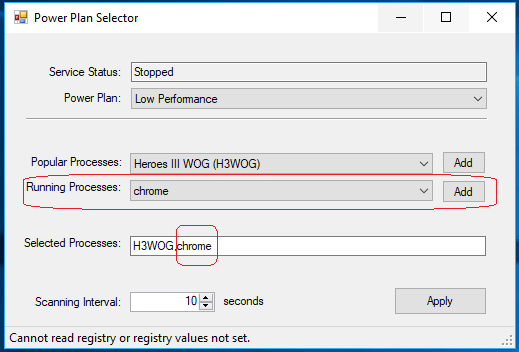 Power Plan Selector
Service Status: Stopped
Power Plan: Low Performance
Popular Processes: Heroes III WOG (H3WOG) Add
Running Processes: chrome Add
Selected Processes: H3WOG,chrome
Scanning Interval: 10 seconds Apply
Cannot read registry or registry values not set.